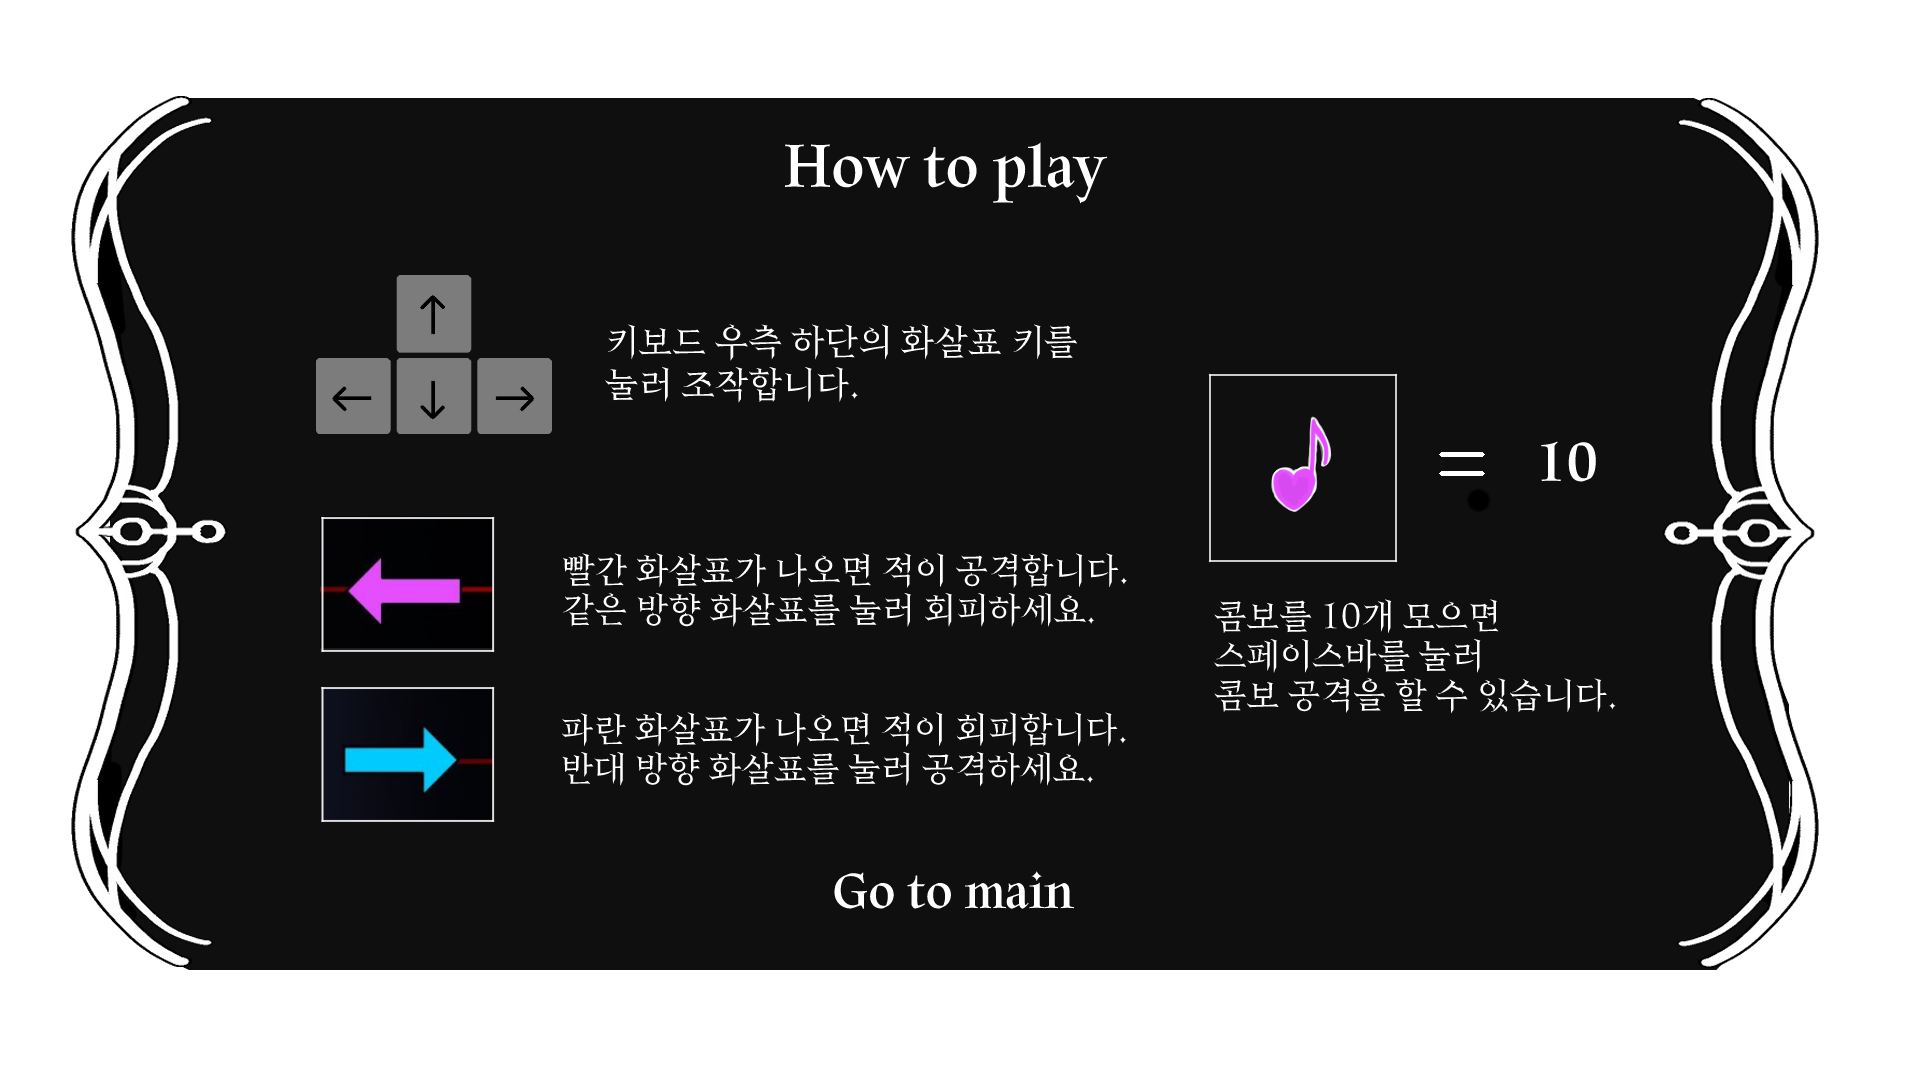 How to play
키보드 우측 하단의 화살표 키를
눌러 조작합니다.
빨간 화살표가 나오면 적이 공격합니다.
같은 방향 화살표를 눌러 회피하세요.
파란 화살표가 나오면 적이 회피합니다.
반대 방향 화살표를 눌러 공격하세요.
= 10
콤보를 10개 모으면
스페이스바를 눌러
콤보 공격을 할 수 있습니다.
Go to main